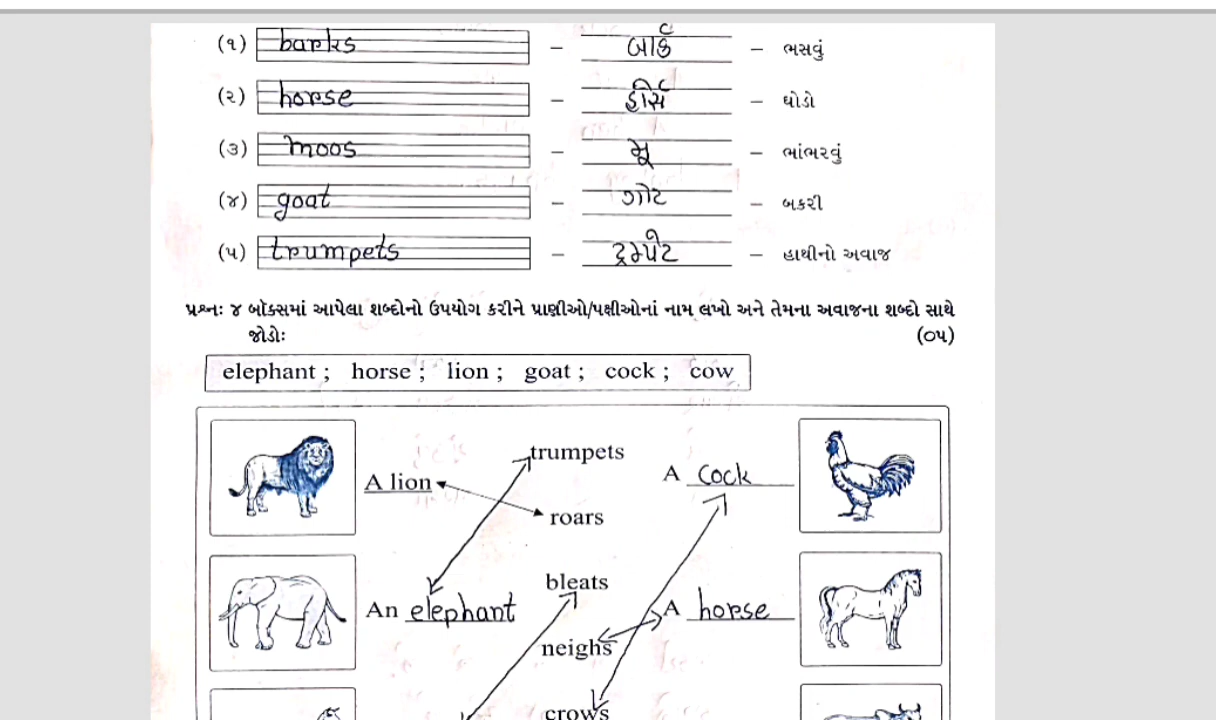 (૧) barks – બાર્ક – ભસવું
(૨) horse – હોર્સ – ઘોડો
(૩) moos – મૂ – ભાંભરવું
(૪) goat – ગોટ – બકરી
(૫) trumpets – ટ્રમ્પેટ – હાથીનો અવાજ
પ્રશ્ન: ૪ બૉક્સમાં આપેલા શબ્દોનો ઉપયોગ કરીને પ્રાણીઓ/પક્ષીઓનાં નામ લખો અને તેમના અવાજના શબ્દો સાથે
જોડો: (૦૫)
elephant ; horse ; lion ; goat ; cock ; cow
trumpets
A lion A cock
roars
bleats
An elephant A horse
neighs
crows